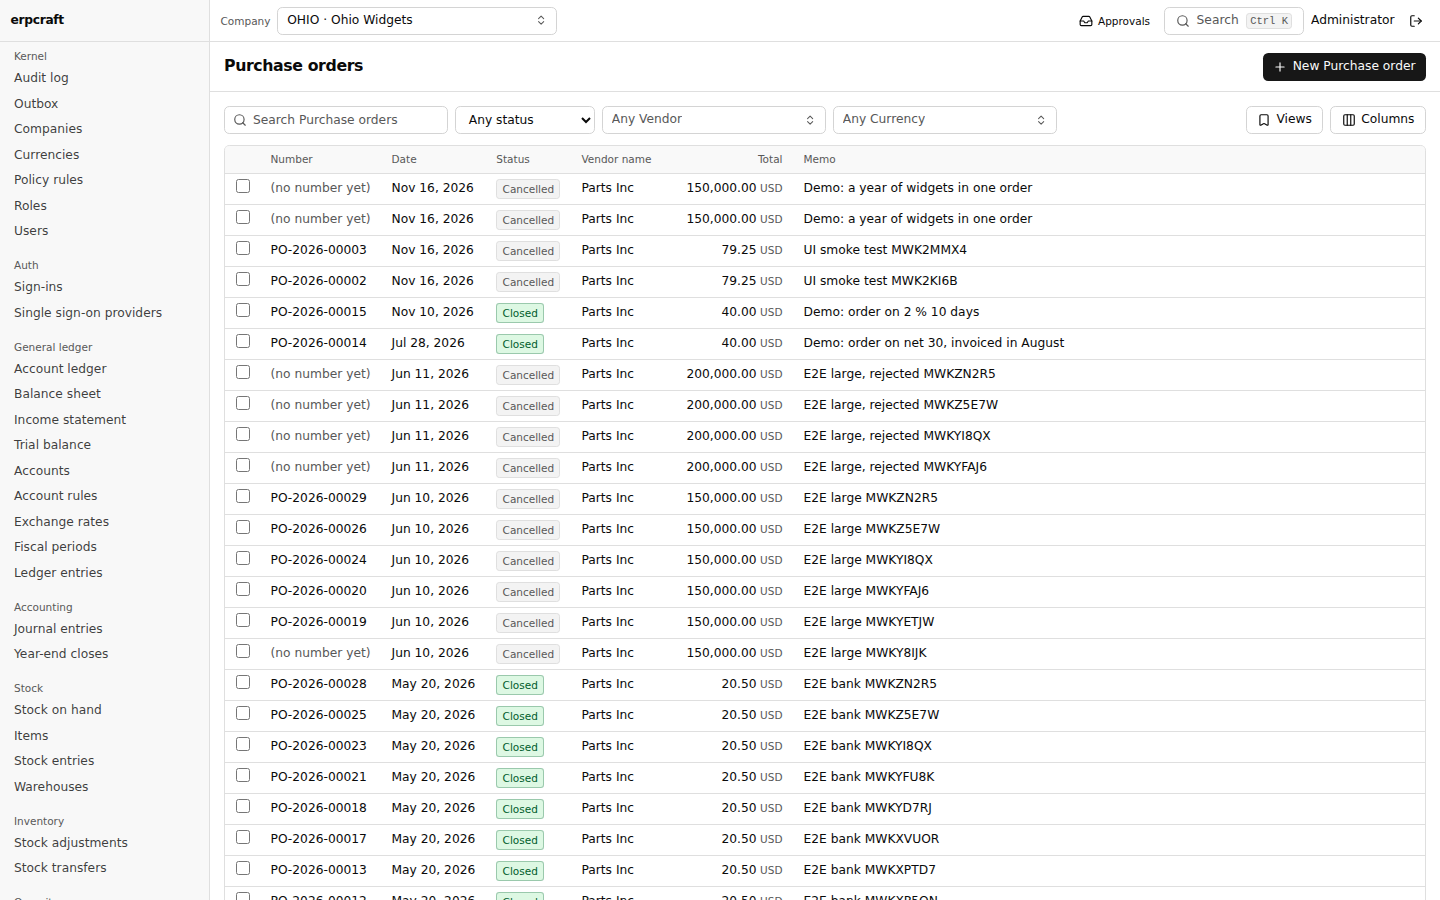 erpcraft
Company OHIO · Ohio Widgets Approvals Search Ctrl K Administrator
Kernel
Audit log
Outbox
Companies
Currencies
Policy rules
Roles
Users
Auth
Sign-ins
Single sign-on providers
General ledger
Account ledger
Balance sheet
Income statement
Trial balance
Accounts
Account rules
Exchange rates
Fiscal periods
Ledger entries
Accounting
Journal entries
Year-end closes
Stock
Stock on hand
Items
Stock entries
Warehouses
Inventory
Stock adjustments
Stock transfers
Purchase orders New Purchase order
Search Purchase orders Any status Any Vendor Any Currency Views Columns
Number Date Status Vendor name Total Memo
(no number yet) Nov 16, 2026 Cancelled Parts Inc 150,000.00 USD Demo: a year of widgets in one order
(no number yet) Nov 16, 2026 Cancelled Parts Inc 150,000.00 USD Demo: a year of widgets in one order
PO-2026-00003 Nov 16, 2026 Cancelled Parts Inc 79.25 USD UI smoke test MWK2MMX4
PO-2026-00002 Nov 16, 2026 Cancelled Parts Inc 79.25 USD UI smoke test MWK2KI6B
PO-2026-00015 Nov 10, 2026 Closed Parts Inc 40.00 USD Demo: order on 2 % 10 days
PO-2026-00014 Jul 28, 2026 Closed Parts Inc 40.00 USD Demo: order on net 30, invoiced in August
(no number yet) Jun 11, 2026 Cancelled Parts Inc 200,000.00 USD E2E large, rejected MWKZN2R5
(no number yet) Jun 11, 2026 Cancelled Parts Inc 200,000.00 USD E2E large, rejected MWKZ5E7W
(no number yet) Jun 11, 2026 Cancelled Parts Inc 200,000.00 USD E2E large, rejected MWKYI8QX
(no number yet) Jun 11, 2026 Cancelled Parts Inc 200,000.00 USD E2E large, rejected MWKYFAJ6
PO-2026-00029 Jun 10, 2026 Cancelled Parts Inc 150,000.00 USD E2E large MWKZN2R5
PO-2026-00026 Jun 10, 2026 Cancelled Parts Inc 150,000.00 USD E2E large MWKZ5E7W
PO-2026-00024 Jun 10, 2026 Cancelled Parts Inc 150,000.00 USD E2E large MWKYI8QX
PO-2026-00020 Jun 10, 2026 Cancelled Parts Inc 150,000.00 USD E2E large MWKYFAJ6
PO-2026-00019 Jun 10, 2026 Cancelled Parts Inc 150,000.00 USD E2E large MWKYETJW
(no number yet) Jun 10, 2026 Cancelled Parts Inc 150,000.00 USD E2E large MWKY8IJK
PO-2026-00028 May 20, 2026 Closed Parts Inc 20.50 USD E2E bank MWKZN2R5
PO-2026-00025 May 20, 2026 Closed Parts Inc 20.50 USD E2E bank MWKZ5E7W
PO-2026-00023 May 20, 2026 Closed Parts Inc 20.50 USD E2E bank MWKYI8QX
PO-2026-00021 May 20, 2026 Closed Parts Inc 20.50 USD E2E bank MWKYFU8K
PO-2026-00018 May 20, 2026 Closed Parts Inc 20.50 USD E2E bank MWKYD7RJ
PO-2026-00017 May 20, 2026 Closed Parts Inc 20.50 USD E2E bank MWKXVUOR
PO-2026-00013 May 20, 2026 Closed Parts Inc 20.50 USD E2E bank MWKXPTD7